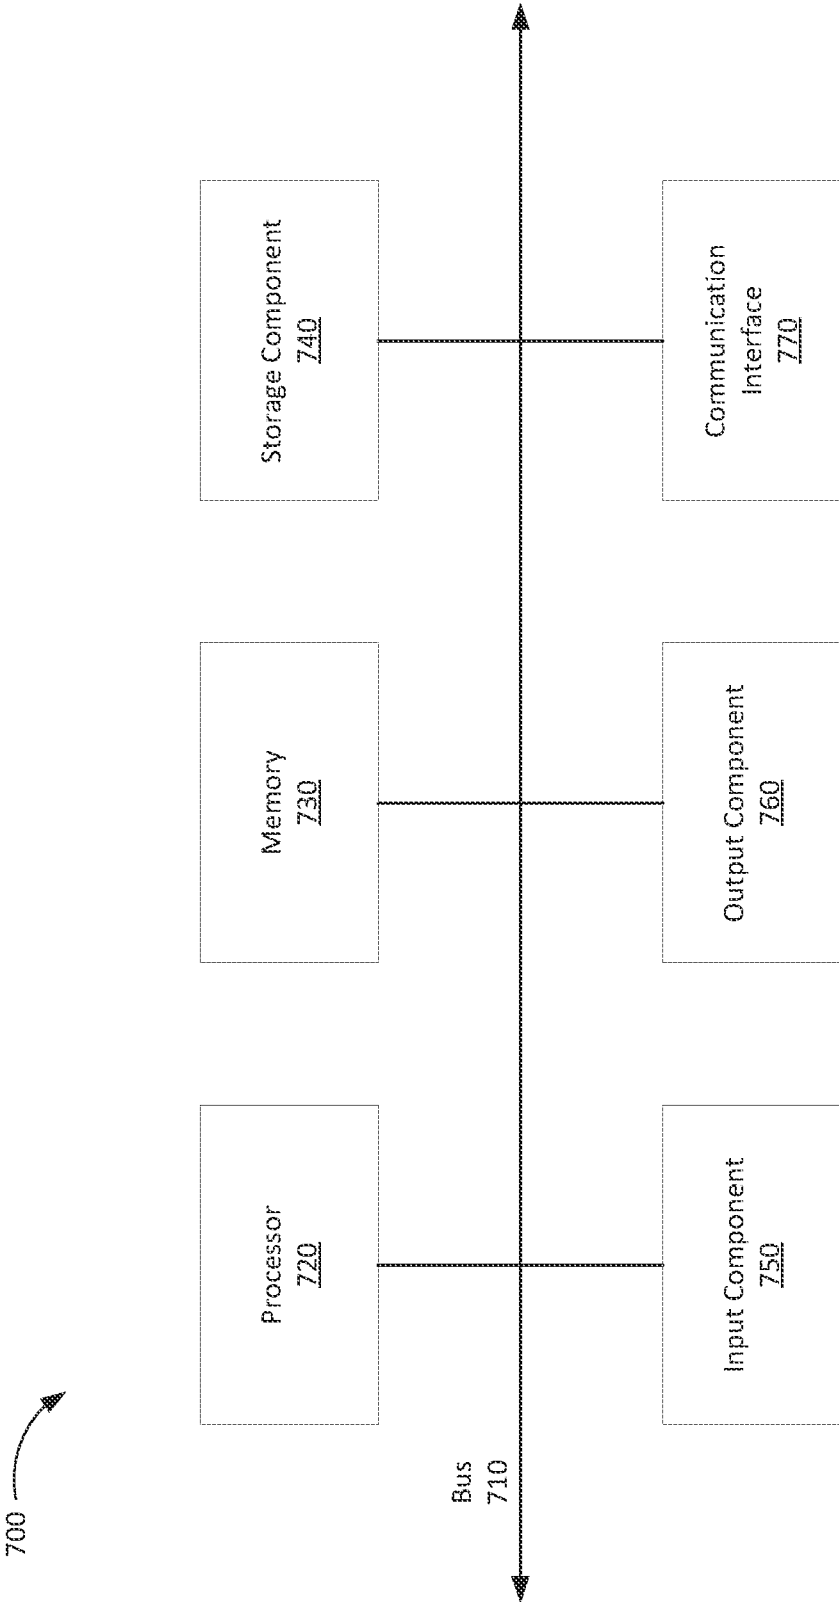 700
Bus
710
Processor
720
Memory
730
Storage Component
740
Input Component
750
Output Component
760
Communication
Interface
770